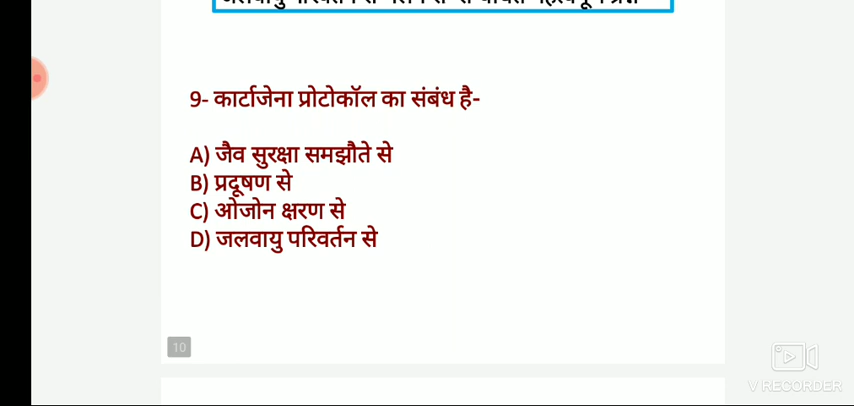 9- कार्टाजेना प्रोटोकॉल का संबंध है-
A) जैव सुरक्षा समझौते से
B) प्रदूषण से
C) ओजोन क्षरण से
D) जलवायु परिवर्तन से
10
V RECORDER